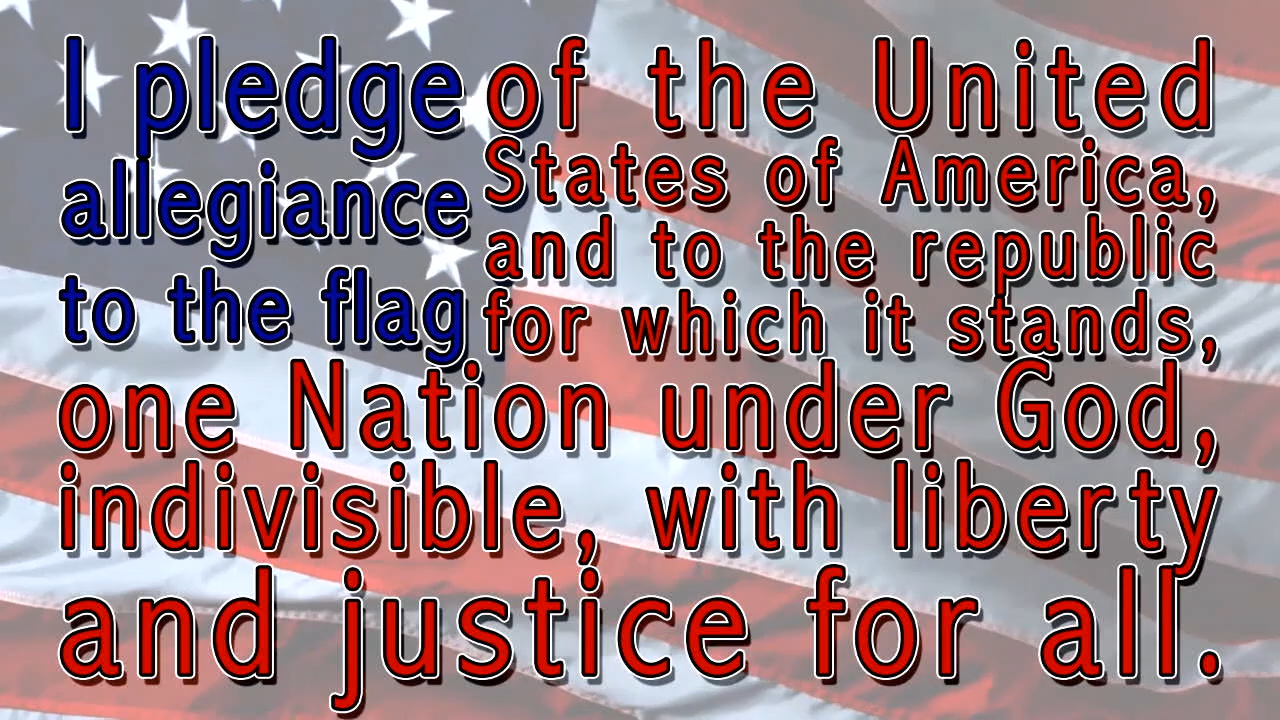 I pledge
allegiance
to the flag
of the United
States of America,
and to the republic
for which it stands,
one Nation under God,
indivisible, with liberty
and justice for all.